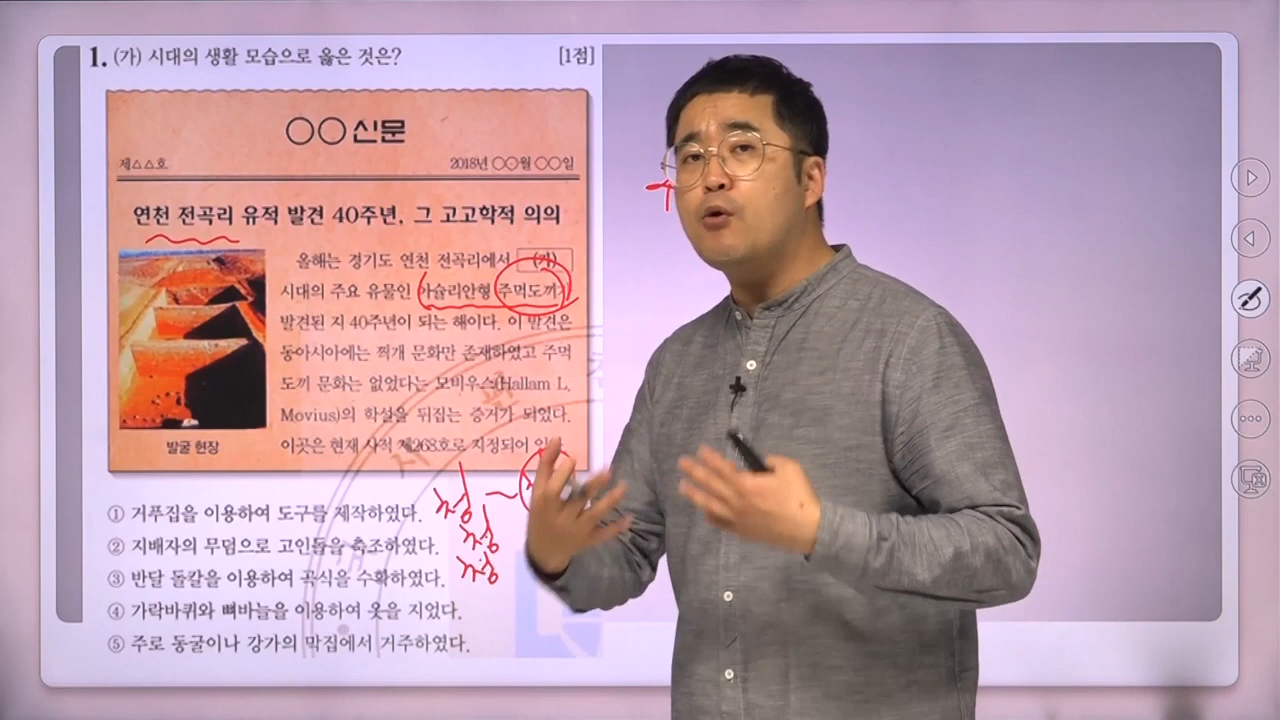 1. (가) 시대의 생활 모습으로 옳은 것은? [1점]
○○신문
제△△호 2018년 ○○월 ○○일
연천 전곡리 유적 발견 40주년, 그 고고학적 의의
올해는 경기도 연천 전곡리에서 (가)
시대의 주요 유물인 아슐리안형 주먹도끼가
발견된 지 40주년이 되는 해이다. 이 발견은
동아시아에는 찍개 문화만 존재하였고 주먹
도끼 문화는 없었다는 모비우스(Hallam L.
Movius)의 학설을 뒤집는 증거가 되었다.
이곳은 현재 사적 제268호로 지정되어 있다.
발굴 현장
① 거푸집을 이용하여 도구를 제작하였다.
② 지배자의 무덤으로 고인돌을 축조하였다.
③ 반달 돌칼을 이용하여 곡식을 수확하였다.
④ 가락바퀴와 뼈바늘을 이용하여 옷을 지었다.
⑤ 주로 동굴이나 강가의 막집에서 거주하였다.
청
청
청